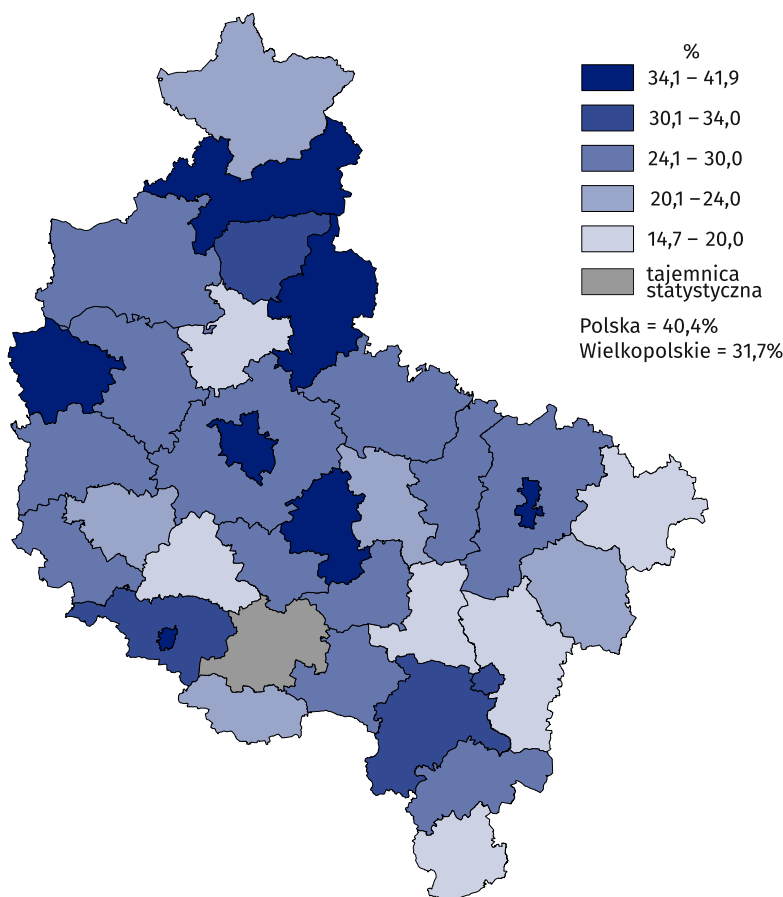 %
34,1 – 41,9
30,1 – 34,0
24,1 – 30,0
20,1 – 24,0
14,7 – 20,0
tajemnica
statystyczna
Polska = 40,4%
Wielkopolskie = 31,7%